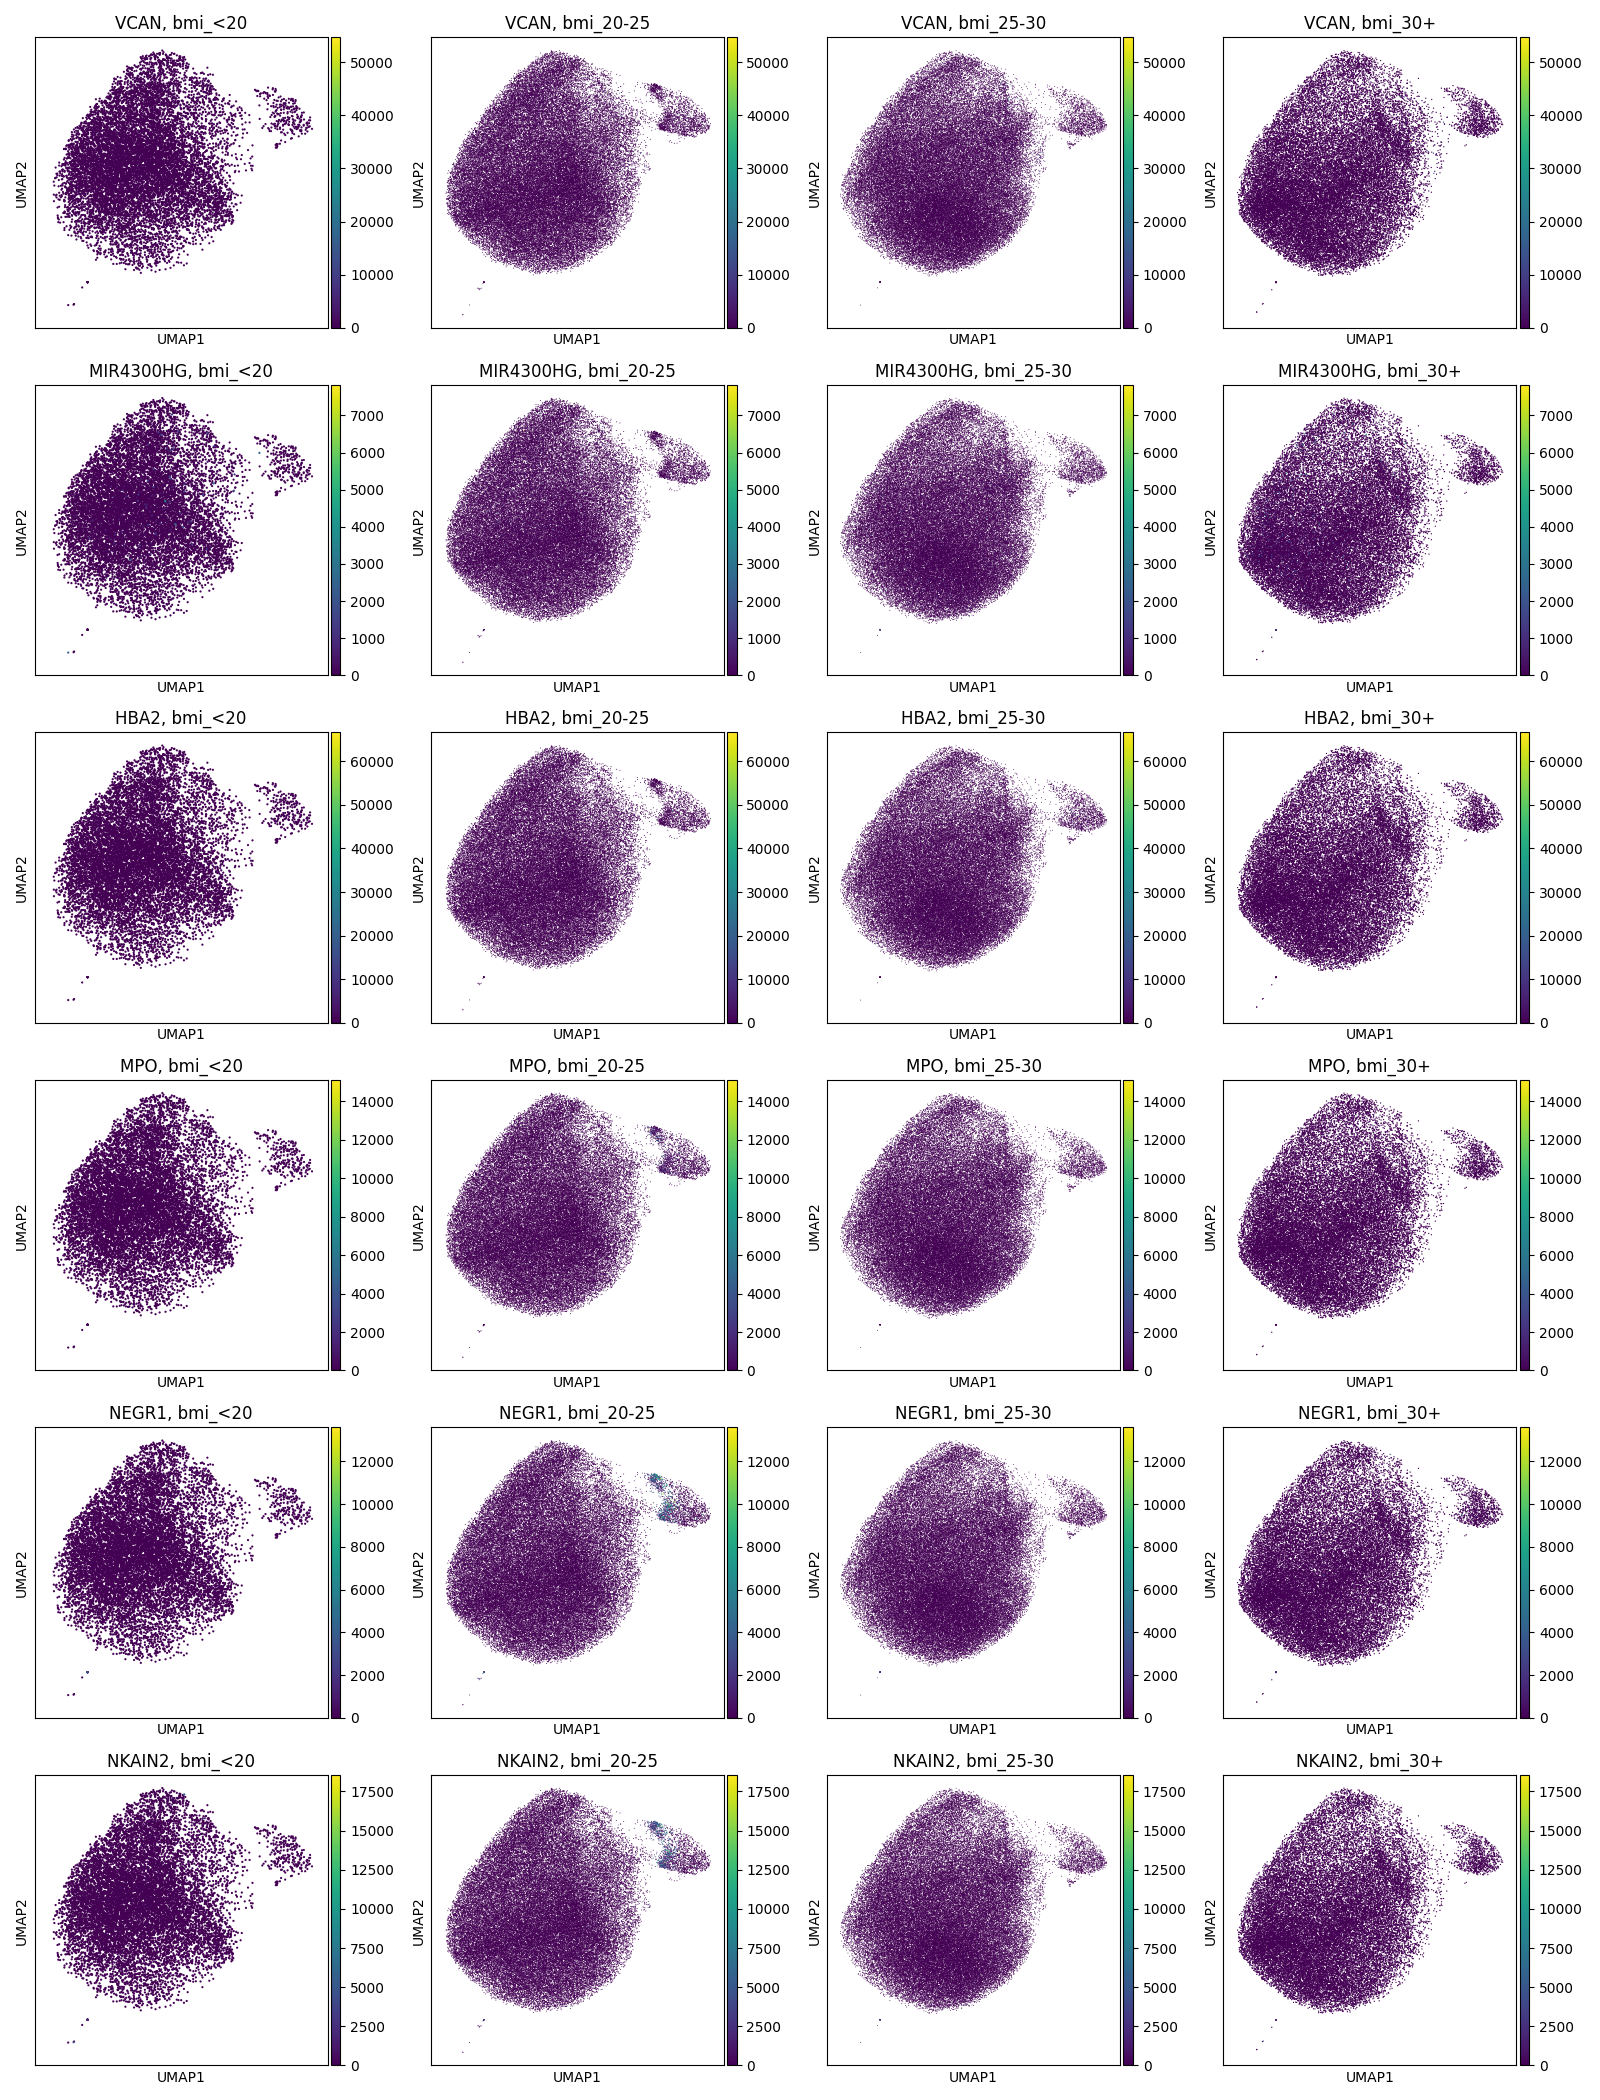 VCAN, bmi_<20
VCAN, bmi_20-25
VCAN, bmi_25-30
VCAN, bmi_30+
UMAP2
50000
40000
30000
20000
10000
0
UMAP1
UMAP2
50000
40000
30000
20000
10000
0
UMAP1
UMAP2
50000
40000
30000
20000
10000
0
UMAP1
UMAP2
50000
40000
30000
20000
10000
0
UMAP1
MIR4300HG, bmi_<20
MIR4300HG, bmi_20-25
MIR4300HG, bmi_25-30
MIR4300HG, bmi_30+
UMAP2
7000
6000
5000
4000
3000
2000
1000
0
UMAP1
UMAP2
7000
6000
5000
4000
3000
2000
1000
0
UMAP1
UMAP2
7000
6000
5000
4000
3000
2000
1000
0
UMAP1
UMAP2
7000
6000
5000
4000
3000
2000
1000
0
UMAP1
HBA2, bmi_<20
HBA2, bmi_20-25
HBA2, bmi_25-30
HBA2, bmi_30+
UMAP2
60000
50000
40000
30000
20000
10000
0
UMAP1
UMAP2
60000
50000
40000
30000
20000
10000
0
UMAP1
UMAP2
60000
50000
40000
30000
20000
10000
0
UMAP1
UMAP2
60000
50000
40000
30000
20000
10000
0
UMAP1
MPO, bmi_<20
MPO, bmi_20-25
MPO, bmi_25-30
MPO, bmi_30+
UMAP2
14000
12000
10000
8000
6000
4000
2000
0
UMAP1
UMAP2
14000
12000
10000
8000
6000
4000
2000
0
UMAP1
UMAP2
14000
12000
10000
8000
6000
4000
2000
0
UMAP1
UMAP2
14000
12000
10000
8000
6000
4000
2000
0
UMAP1
NEGR1, bmi_<20
NEGR1, bmi_20-25
NEGR1, bmi_25-30
NEGR1, bmi_30+
UMAP2
12000
10000
8000
6000
4000
2000
0
UMAP1
UMAP2
12000
10000
8000
6000
4000
2000
0
UMAP1
UMAP2
12000
10000
8000
6000
4000
2000
0
UMAP1
UMAP2
12000
10000
8000
6000
4000
2000
0
UMAP1
NKAIN2, bmi_<20
NKAIN2, bmi_20-25
NKAIN2, bmi_25-30
NKAIN2, bmi_30+
UMAP2
17500
15000
12500
10000
7500
5000
2500
0
UMAP1
UMAP2
17500
15000
12500
10000
7500
5000
2500
0
UMAP1
UMAP2
17500
15000
12500
10000
7500
5000
2500
0
UMAP1
UMAP2
17500
15000
12500
10000
7500
5000
2500
0
UMAP1